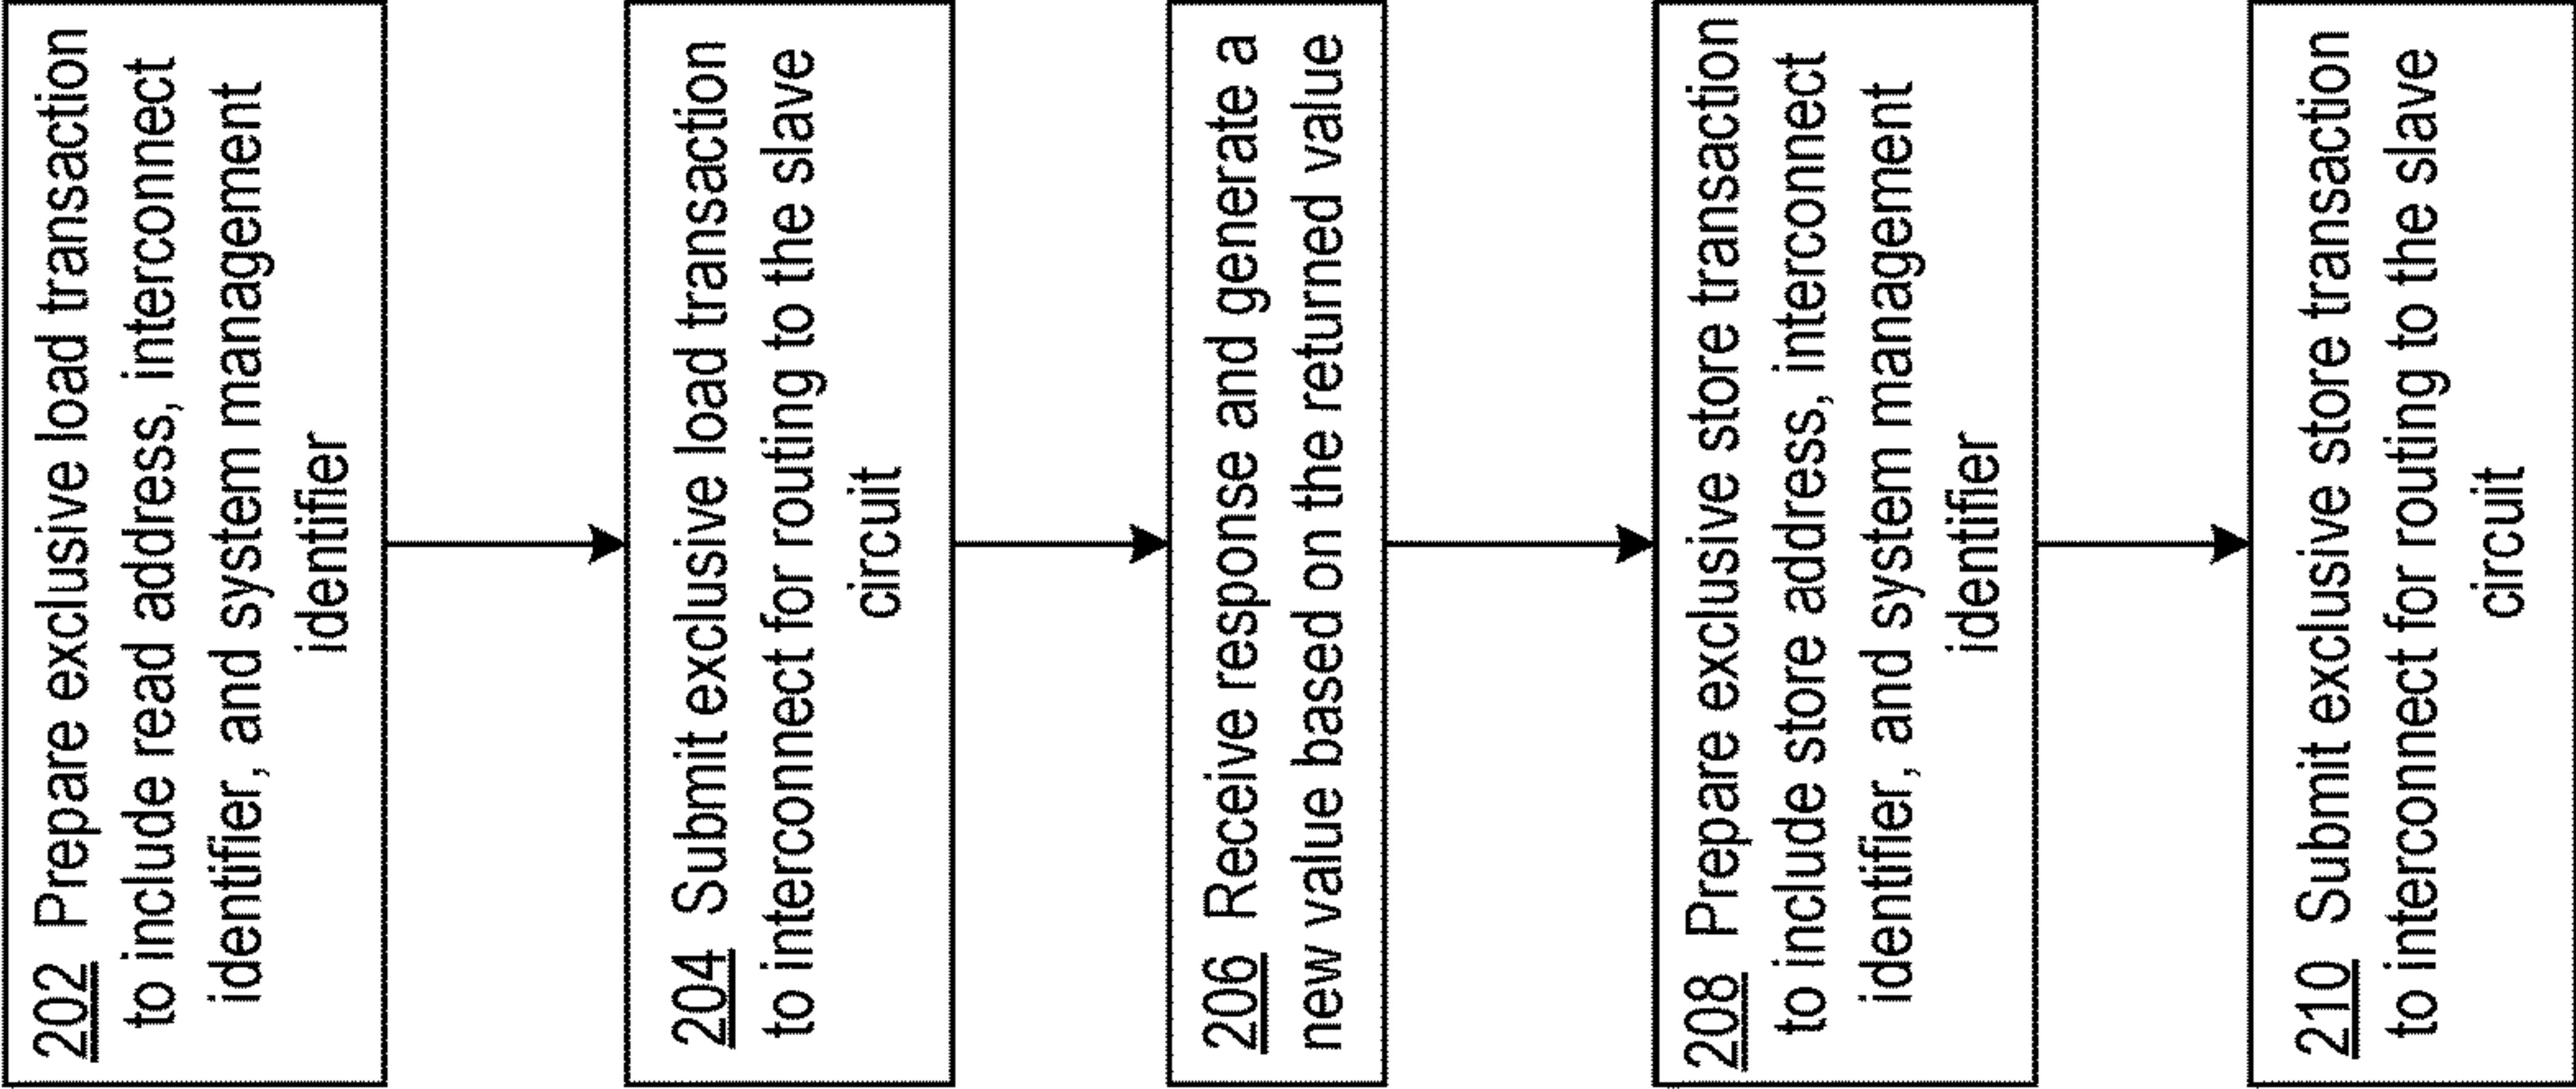 202 Prepare exclusive load transaction
to include read address, interconnect
identifier, and system management
identifier
204 Submit exclusive load transaction
to interconnect for routing to the slave
circuit
206 Receive response and generate a
new value based on the returned value
208 Prepare exclusive store transaction
to include store address, interconnect
identifier, and system management
identifier
210 Submit exclusive store transaction
to interconnect for routing to the slave
circuit